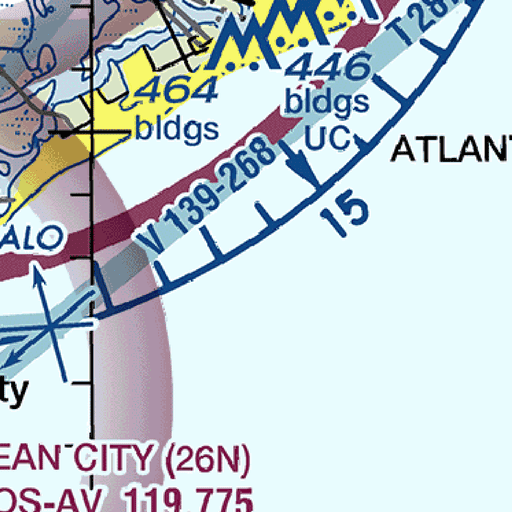 T 28
464
bldgs
446
bldgs
UC
ATLANT
V 139-268
15
ALO
ty
EAN CITY (26N)
OS-AV 119.775